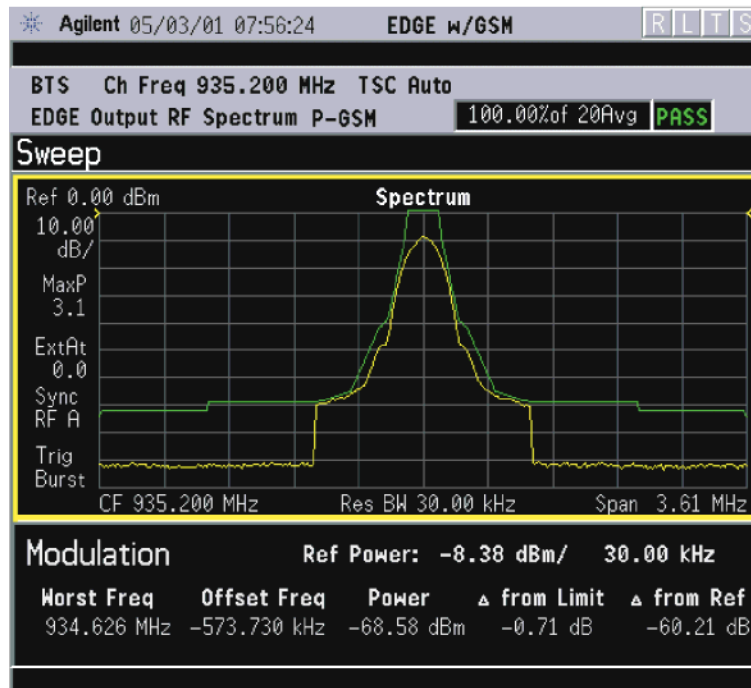 Agilent 05/03/01 07:56:24 EDGE w/GSM R L T S
BTS Ch Freq 935.200 MHz TSC Auto
EDGE Output RF Spectrum P-GSM 100.00%of 20Avg PASS
Sweep
Ref 0.00 dBm Spectrum
10.00
dB/
MaxP
3.1
ExtAt
0.0
Sync
RF A
Trig
Burst
CF 935.200 MHz Res BW 30.00 kHz Span 3.61 MHz
Modulation Ref Power: -8.38 dBm/ 30.00 kHz
Worst Freq Offset Freq Power Δ from Limit Δ from Ref
934.626 MHz -573.730 kHz -68.58 dBm -0.71 dB -60.21 dB